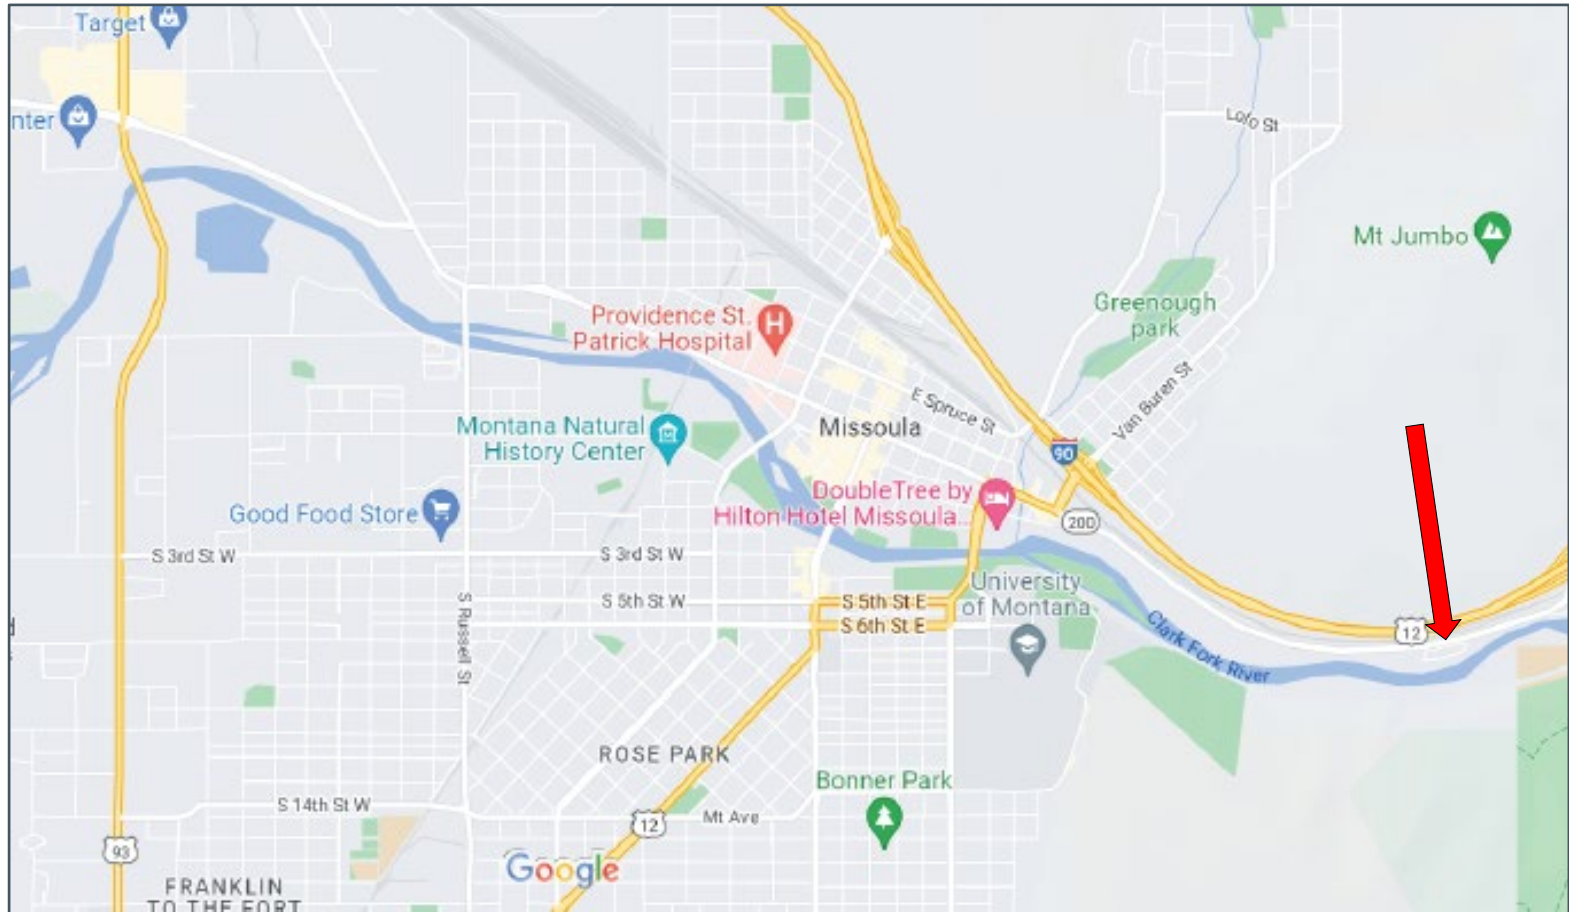 Target
nter
Lolo St
Mt Jumbo
Greenough
park
Providence St.
Patrick Hospital
H
Van Buren St
E Spruce St
Montana Natural
History Center
Missoula
90
DoubleTree by
Hilton Hotel Missoula...
Good Food Store
200
S 3rd St W
S 3rd St W
University
of Montana
S 5th St W
S 5th St E
S 6th St E
S Russell St
Clark Fork River
12
ROSE PARK
Bonner Park
S 14th St W
12
Mt Ave
93
Google
FRANKLIN
TO THE FORT